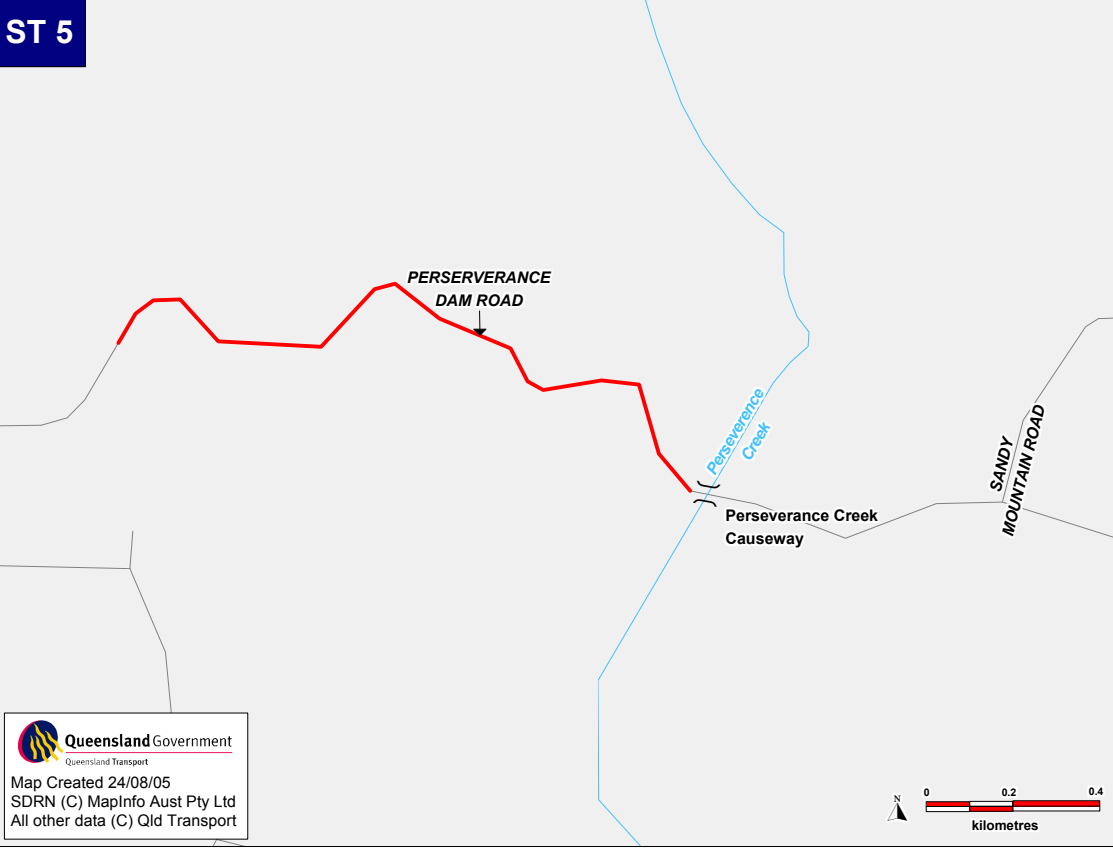 ST 5
PERSERVERANCE
DAM ROAD
Perseverence
Creek
SANDY
MOUNTAIN ROAD
Perseverance Creek
Causeway
Queensland Government
Queensland Transport
Map Created 24/08/05
SDRN (C) MapInfo Aust Pty Ltd
All other data (C) Qld Transport
N
0 0.2 0.4
kilometres